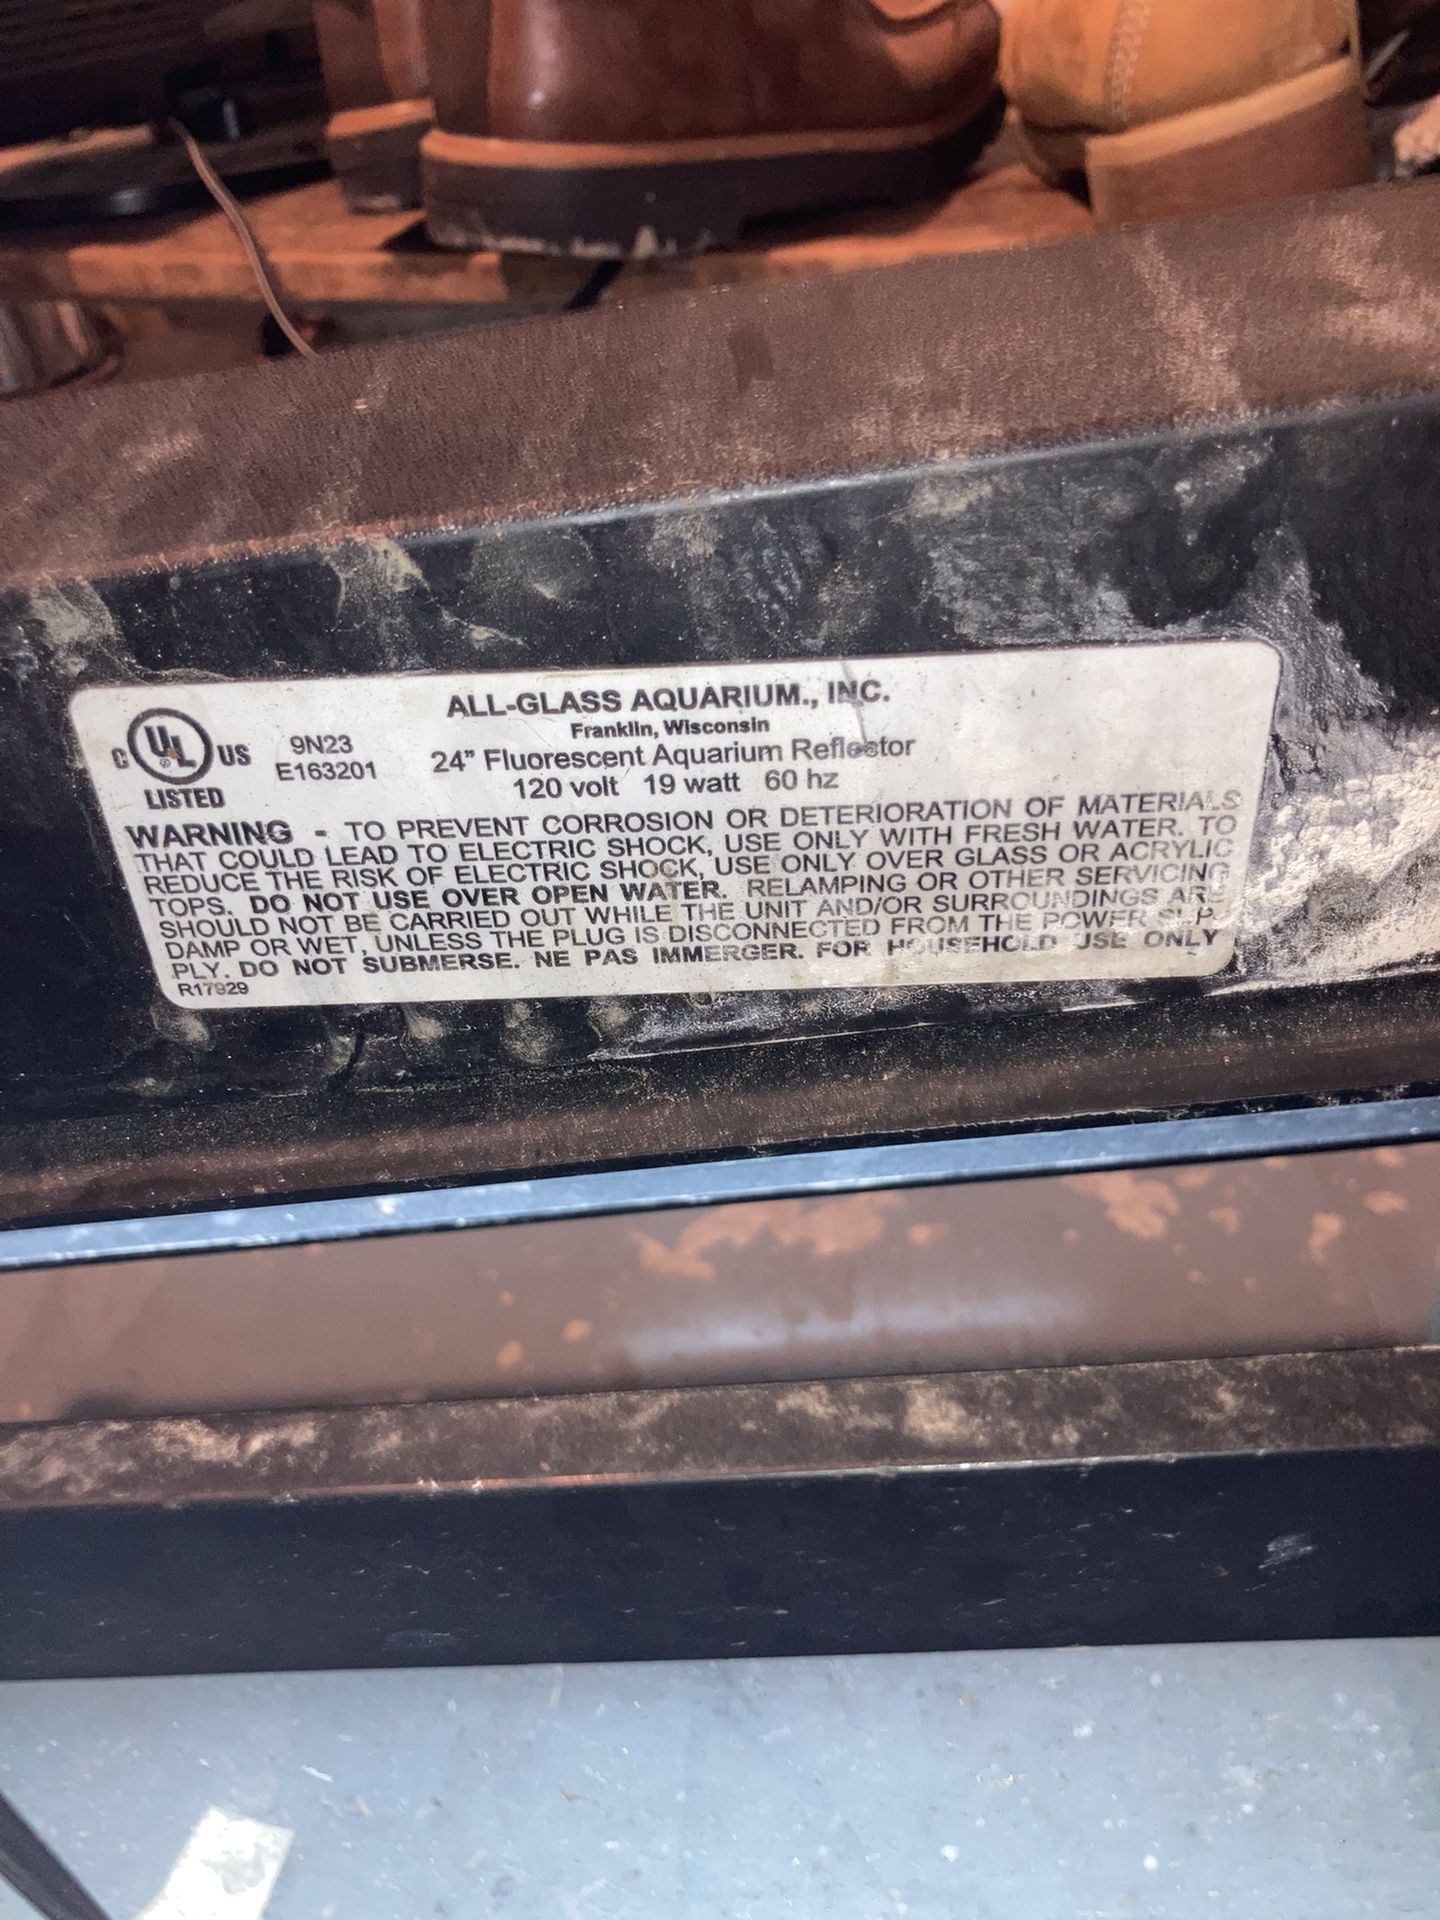 ALL-GLASS AQUARIUM., INC.
Franklin, Wisconsin
24" Fluorescent Aquarium Reflector
120 volt 19 watt 60 hz
C UL US
LISTED
9N23
E163201
WARNING - TO PREVENT CORROSION OR DETERIORATION OF MATERIALS
THAT COULD LEAD TO ELECTRIC SHOCK, USE ONLY WITH FRESH WATER. TO
REDUCE THE RISK OF ELECTRIC SHOCK, USE ONLY OVER GLASS OR ACRYLIC
TOPS. DO NOT USE OVER OPEN WATER. RELAMPING OR OTHER SERVICING
SHOULD NOT BE CARRIED OUT WHILE THE UNIT AND/OR SURROUNDINGS ARE
DAMP OR WET, UNLESS THE PLUG IS DISCONNECTED FROM THE POWER SUP-
PLY. DO NOT SUBMERSE. NE PAS IMMERGER. FOR HOUSEHOLD USE ONLY
R17929